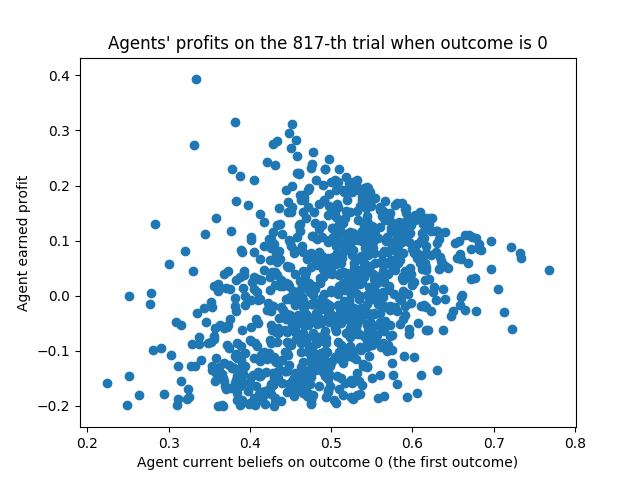 Agents' profits on the 817-th trial when outcome is 0
0.4
0.3
0.2
0.1
0.0
−0.1
−0.2
Agent earned profit
0.2 0.3 0.4 0.5 0.6 0.7 0.8
Agent current beliefs on outcome 0 (the first outcome)